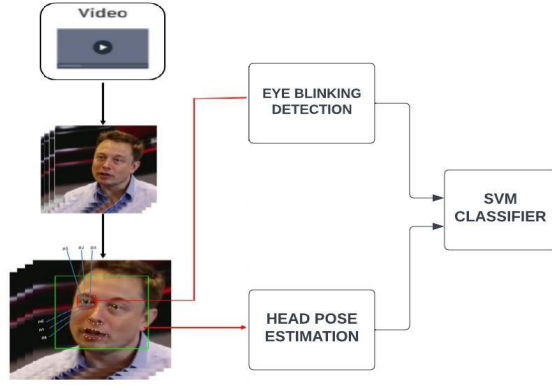 Video
EYE BLINKING
DETECTION
SVM
CLASSIFIER
HEAD POSE
ESTIMATION